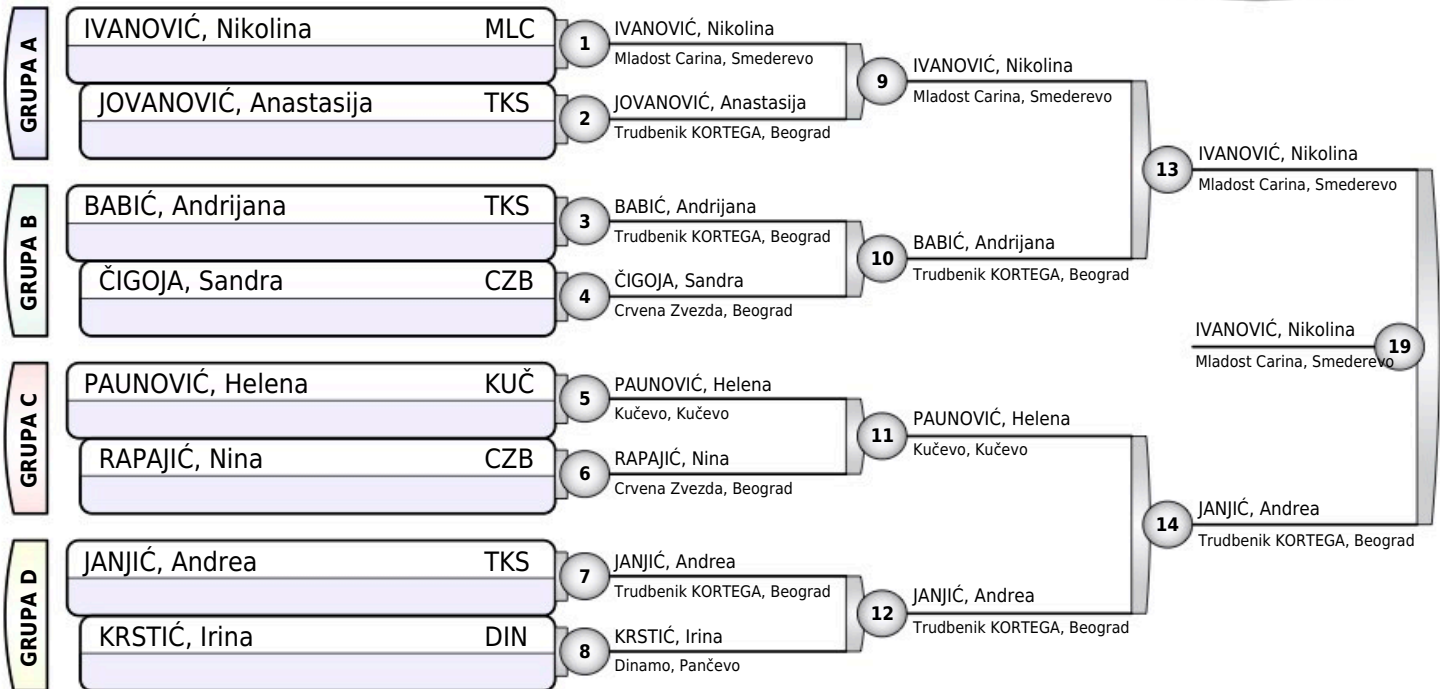 GRUPA A
IVANOVIĆ, Nikolina MLC
JOVANOVIĆ, Anastasija TKS
GRUPA B
BABIĆ, Andrijana TKS
ČIGOJA, Sandra CZB
GRUPA C
PAUNOVIĆ, Helena KUČ
RAPAJIĆ, Nina CZB
GRUPA D
JANJIĆ, Andrea TKS
KRSTIĆ, Irina DIN
1 IVANOVIĆ, Nikolina
Mladost Carina, Smederevo
2 JOVANOVIĆ, Anastasija
Trudbenik KORTEGA, Beograd
3 BABIĆ, Andrijana
Trudbenik KORTEGA, Beograd
4 ČIGOJA, Sandra
Crvena Zvezda, Beograd
5 PAUNOVIĆ, Helena
Kučevo, Kučevo
6 RAPAJIĆ, Nina
Crvena Zvezda, Beograd
7 JANJIĆ, Andrea
Trudbenik KORTEGA, Beograd
8 KRSTIĆ, Irina
Dinamo, Pančevo
9 IVANOVIĆ, Nikolina
Mladost Carina, Smederevo
10 BABIĆ, Andrijana
Trudbenik KORTEGA, Beograd
11 PAUNOVIĆ, Helena
Kučevo, Kučevo
12 JANJIĆ, Andrea
Trudbenik KORTEGA, Beograd
13 IVANOVIĆ, Nikolina
Mladost Carina, Smederevo
14 JANJIĆ, Andrea
Trudbenik KORTEGA, Beograd
IVANOVIĆ, Nikolina 19
Mladost Carina, Smederevo